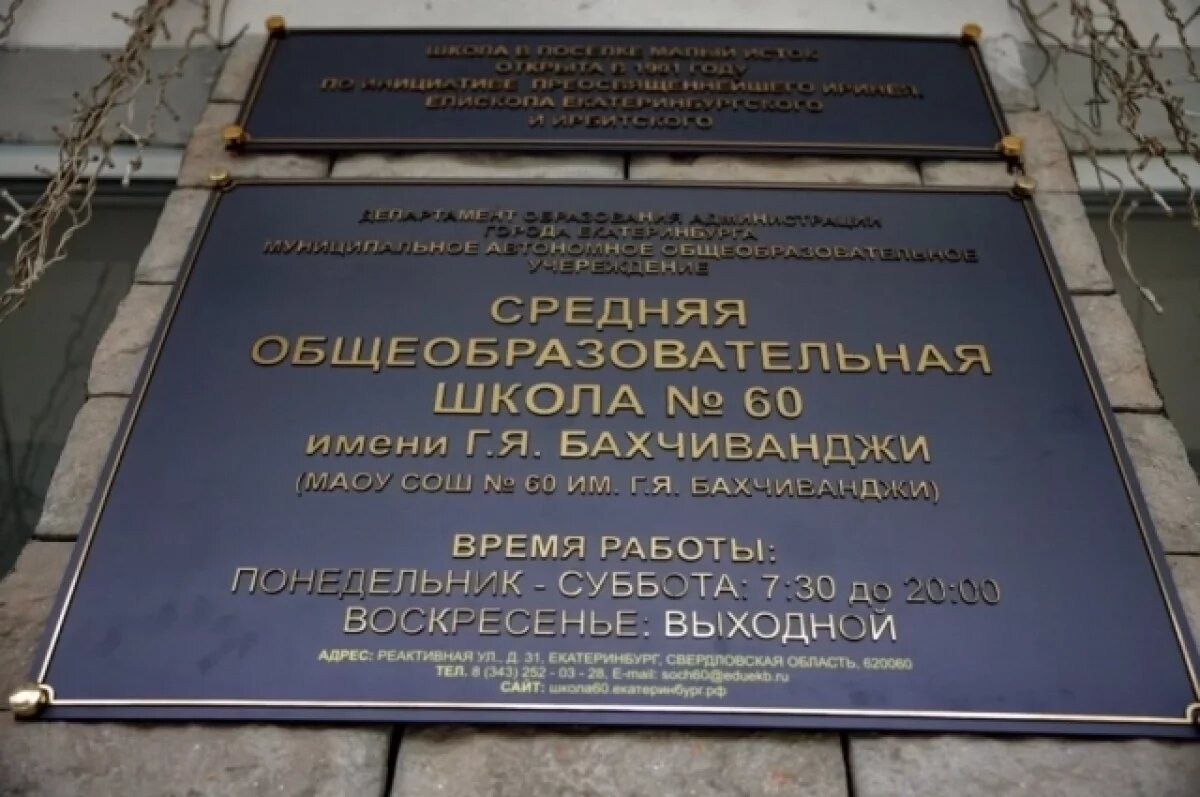 ШКОЛА В ПОСЁЛКЕ МАЛЫЙ ИСТОК
ОТКРЫТА В 1901 ГОДУ
ПО ИНИЦИАТИВЕ ПРЕОСВЯЩЕННЕЙШЕГО ИРИНЕЯ,
ЕПИСКОПА ЕКАТЕРИНБУРГСКОГО
И ИРБИТСКОГО
ДЕПАРТАМЕНТ ОБРАЗОВАНИЯ АДМИНИСТРАЦИИ
ГОРОДА ЕКАТЕРИНБУРГА
МУНИЦИПАЛЬНОЕ АВТОНОМНОЕ ОБЩЕОБРАЗОВАТЕЛЬНОЕ
УЧЕРЕЖДЕНИЕ
СРЕДНЯЯ
ОБЩЕОБРАЗОВАТЕЛЬНАЯ
ШКОЛА № 60
имени Г.Я. БАХЧИВАНДЖИ
(МАОУ СОШ № 60 ИМ. Г.Я. БАХЧИВАНДЖИ)
ВРЕМЯ РАБОТЫ:
ПОНЕДЕЛЬНИК - СУББОТА: 7:30 до 20:00
ВОСКРЕСЕНЬЕ: ВЫХОДНОЙ
АДРЕС: РЕАКТИВНАЯ УЛ., Д. 31, ЕКАТЕРИНБУРГ, СВЕРДЛОВСКАЯ ОБЛАСТЬ, 620060
ТЕЛ. 8 (343) 252 - 03 - 28, E-mail: soch60@eduekb.ru
САЙТ: школа60.екатеринбург.рф